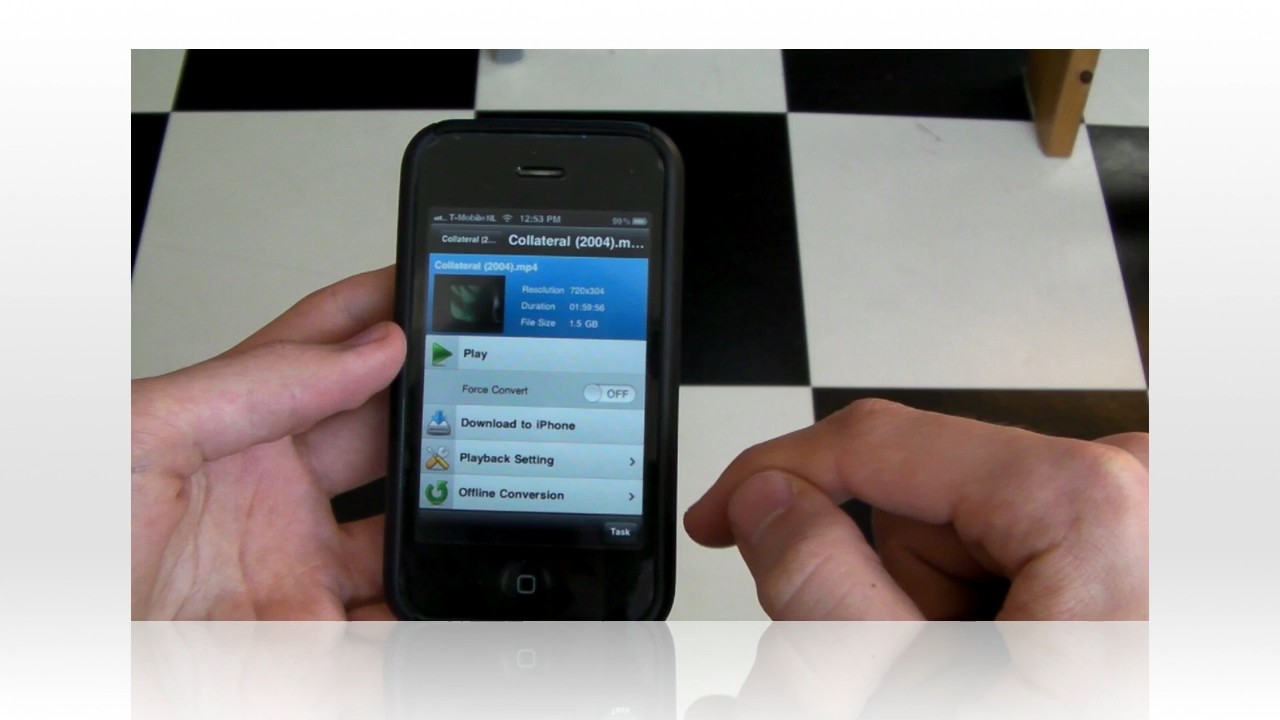 T-Mobile NL 12:53 PM 99%
Collateral (2... Collateral (2004).m...
Collateral (2004).mp4
Resolution 720x304
Duration 01:59:56
File Size 1.5 GB
Play
Force Convert OFF
Download to iPhone
Playback Setting
Offline Conversion
Task